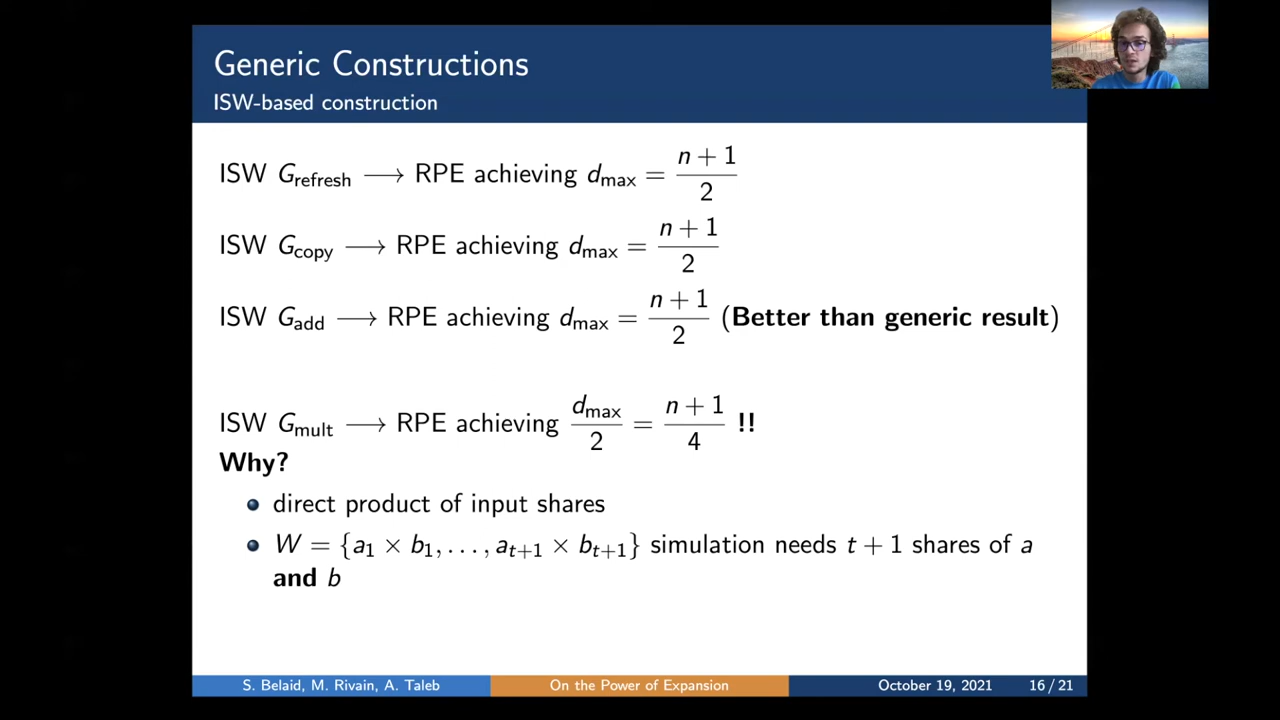 Generic Constructions
ISW-based construction
ISW G_refresh ⟶ RPE achieving d_max = (n + 1)/2
ISW G_copy ⟶ RPE achieving d_max = (n + 1)/2
ISW G_add ⟶ RPE achieving d_max = (n + 1)/2 (Better than generic result)
ISW G_mult ⟶ RPE achieving d_max/2 = (n + 1)/4 !!
Why?
direct product of input shares
W = {a_1 × b_1, . . . , a_{t+1} × b_{t+1}} simulation needs t + 1 shares of a
and b
S. Belaid, M. Rivain, A. Taleb On the Power of Expansion October 19, 2021 16 / 21